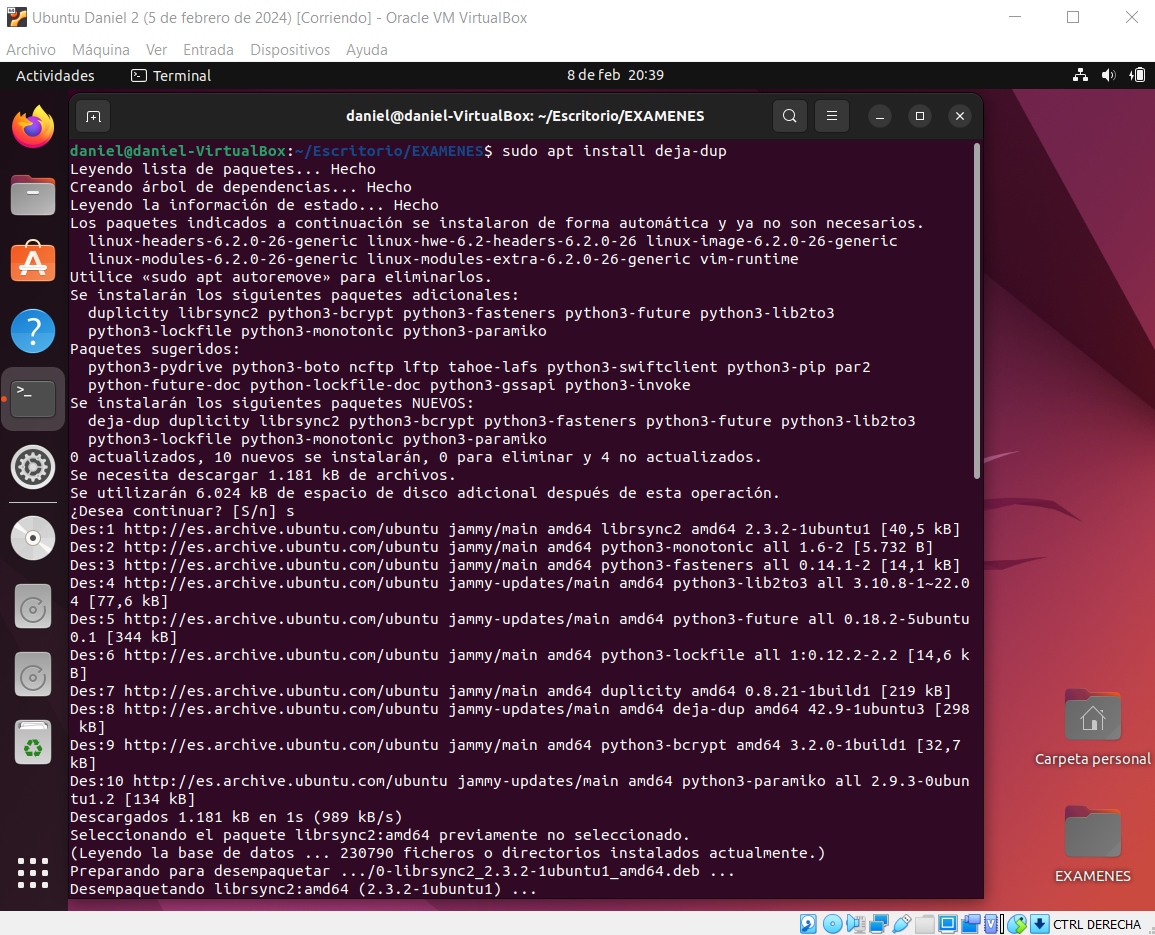 Ubuntu Daniel 2 (5 de febrero de 2024) [Corriendo] - Oracle VM VirtualBox
Archivo Máquina Ver Entrada Dispositivos Ayuda
Actividades Terminal 8 de feb 20:39
daniel@daniel-VirtualBox: ~/Escritorio/EXAMENES
daniel@daniel-VirtualBox:~/Escritorio/EXAMENES$ sudo apt install deja-dup
Leyendo lista de paquetes... Hecho
Creando árbol de dependencias... Hecho
Leyendo la información de estado... Hecho
Los paquetes indicados a continuación se instalaron de forma automática y ya no son necesarios.
linux-headers-6.2.0-26-generic linux-hwe-6.2-headers-6.2.0-26 linux-image-6.2.0-26-generic
linux-modules-6.2.0-26-generic linux-modules-extra-6.2.0-26-generic vim-runtime
Utilice «sudo apt autoremove» para eliminarlos.
Se instalarán los siguientes paquetes adicionales:
duplicity librsync2 python3-bcrypt python3-fasteners python3-future python3-lib2to3
python3-lockfile python3-monotonic python3-paramiko
Paquetes sugeridos:
python3-pydrive python3-boto ncftp lftp tahoe-lafs python3-swiftclient python3-pip par2
python-future-doc python-lockfile-doc python3-gssapi python3-invoke
Se instalarán los siguientes paquetes NUEVOS:
deja-dup duplicity librsync2 python3-bcrypt python3-fasteners python3-future python3-lib2to3
python3-lockfile python3-monotonic python3-paramiko
0 actualizados, 10 nuevos se instalarán, 0 para eliminar y 4 no actualizados.
Se necesita descargar 1.181 kB de archivos.
Se utilizarán 6.024 kB de espacio de disco adicional después de esta operación.
¿Desea continuar? [S/n] s
Des:1 http://es.archive.ubuntu.com/ubuntu jammy/main amd64 librsync2 amd64 2.3.2-1ubuntu1 [40,5 kB]
Des:2 http://es.archive.ubuntu.com/ubuntu jammy/main amd64 python3-monotonic all 1.6-2 [5.732 B]
Des:3 http://es.archive.ubuntu.com/ubuntu jammy/main amd64 python3-fasteners all 0.14.1-2 [14,1 kB]
Des:4 http://es.archive.ubuntu.com/ubuntu jammy-updates/main amd64 python3-lib2to3 all 3.10.8-1~22.0
4 [77,6 kB]
Des:5 http://es.archive.ubuntu.com/ubuntu jammy-updates/main amd64 python3-future all 0.18.2-5ubuntu
0.1 [344 kB]
Des:6 http://es.archive.ubuntu.com/ubuntu jammy/main amd64 python3-lockfile all 1:0.12.2-2.2 [14,6 k
B]
Des:7 http://es.archive.ubuntu.com/ubuntu jammy/main amd64 duplicity amd64 0.8.21-1build1 [219 kB]
Des:8 http://es.archive.ubuntu.com/ubuntu jammy-updates/main amd64 deja-dup amd64 42.9-1ubuntu3 [298
kB]
Des:9 http://es.archive.ubuntu.com/ubuntu jammy/main amd64 python3-bcrypt amd64 3.2.0-1build1 [32,7
kB]
Des:10 http://es.archive.ubuntu.com/ubuntu jammy-updates/main amd64 python3-paramiko all 2.9.3-0ubun
tu1.2 [134 kB]
Descargados 1.181 kB en 1s (989 kB/s)
Seleccionando el paquete librsync2:amd64 previamente no seleccionado.
(Leyendo la base de datos ... 230790 ficheros o directorios instalados actualmente.)
Preparando para desempaquetar .../0-librsync2_2.3.2-1ubuntu1_amd64.deb ...
Desempaquetando librsync2:amd64 (2.3.2-1ubuntu1) ...
Carpeta personal
EXAMENES
CTRL DERECHA